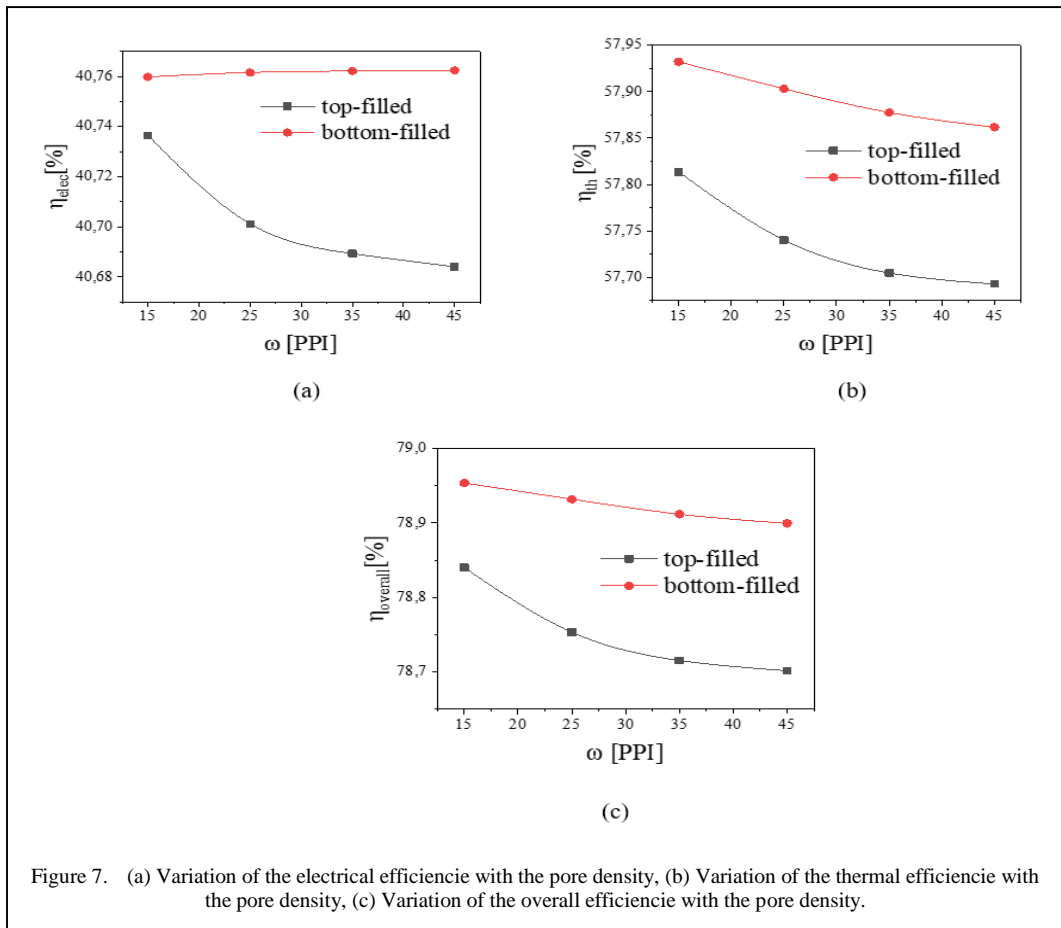 40,76
40,74
40,72
40,70
40,68
η_elec[%]
top-filled
bottom-filled
15 20 25 30 35 40 45
ω [PPI]
(a)
57,95
57,90
57,85
57,80
57,75
57,70
η_th [%]
top-filled
bottom-filled
15 20 25 30 35 40 45
ω [PPI]
(b)
79,0
78,9
78,8
78,7
η_overall[%]
top-filled
bottom-filled
15 20 25 30 35 40 45
ω [PPI]
(c)
Figure 7. (a) Variation of the electrical efficiencie with the pore density, (b) Variation of the thermal efficiencie with
the pore density, (c) Variation of the overall efficiencie with the pore density.